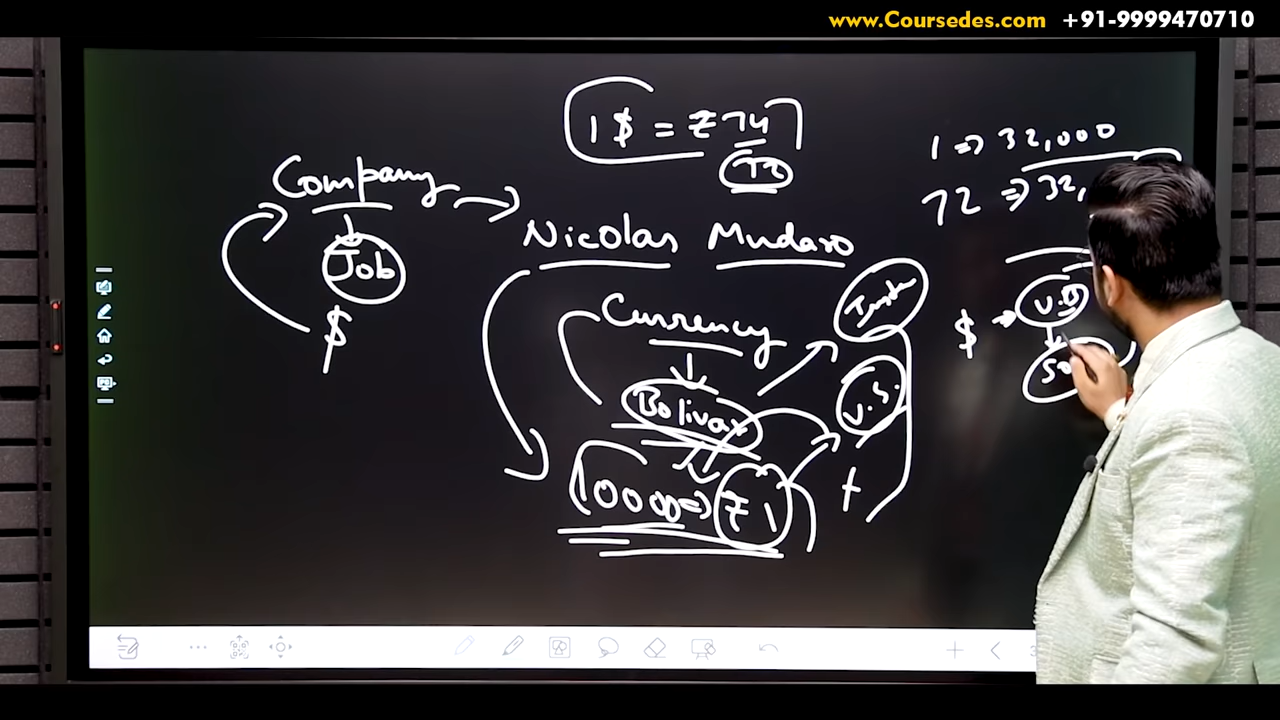 www.Coursedes.com +91-9999470710
1 $ = ₹ 74
72
1 ⇒ 32,000
72 ⇒ 32,
Company →
Job
$
Nicolas Mudaro
Currency
↓
Bolivar
10000 ⇒ ₹ 1
U.S.
$ →